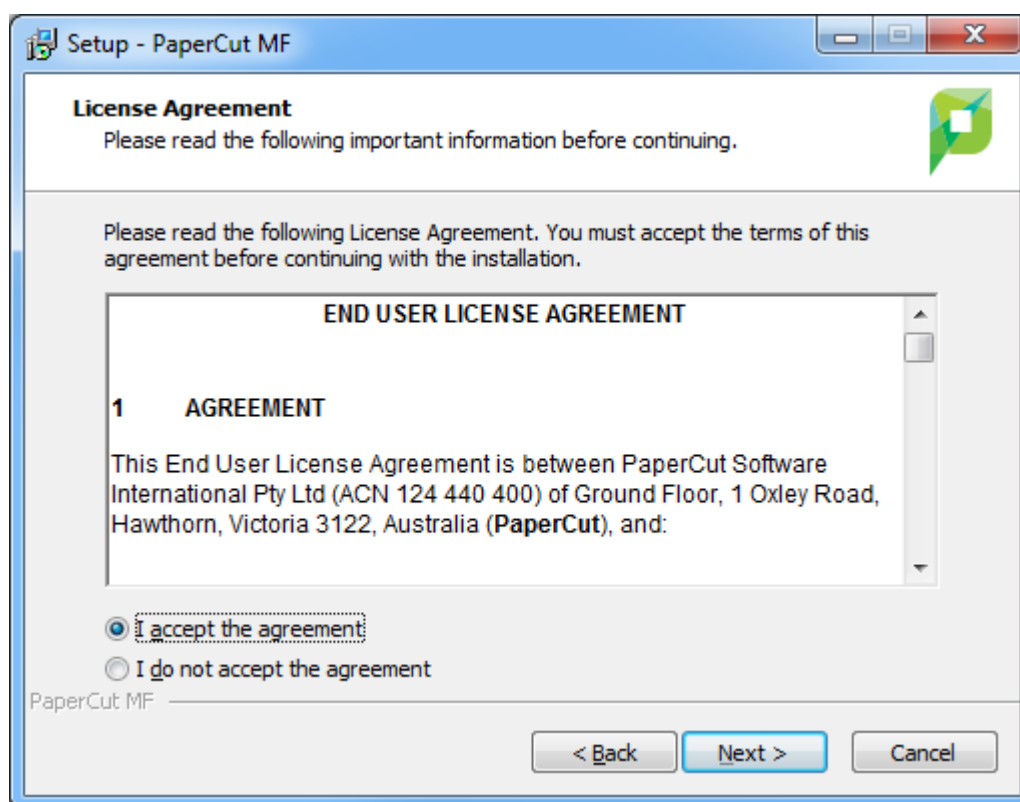 Setup - PaperCut MF
License Agreement
Please read the following important information before continuing.
Please read the following License Agreement. You must accept the terms of this
agreement before continuing with the installation.
END USER LICENSE AGREEMENT
1 AGREEMENT
This End User License Agreement is between PaperCut Software
International Pty Ltd (ACN 124 440 400) of Ground Floor, 1 Oxley Road,
Hawthorn, Victoria 3122, Australia (PaperCut), and:
I accept the agreement
I do not accept the agreement
PaperCut MF
< Back Next > Cancel